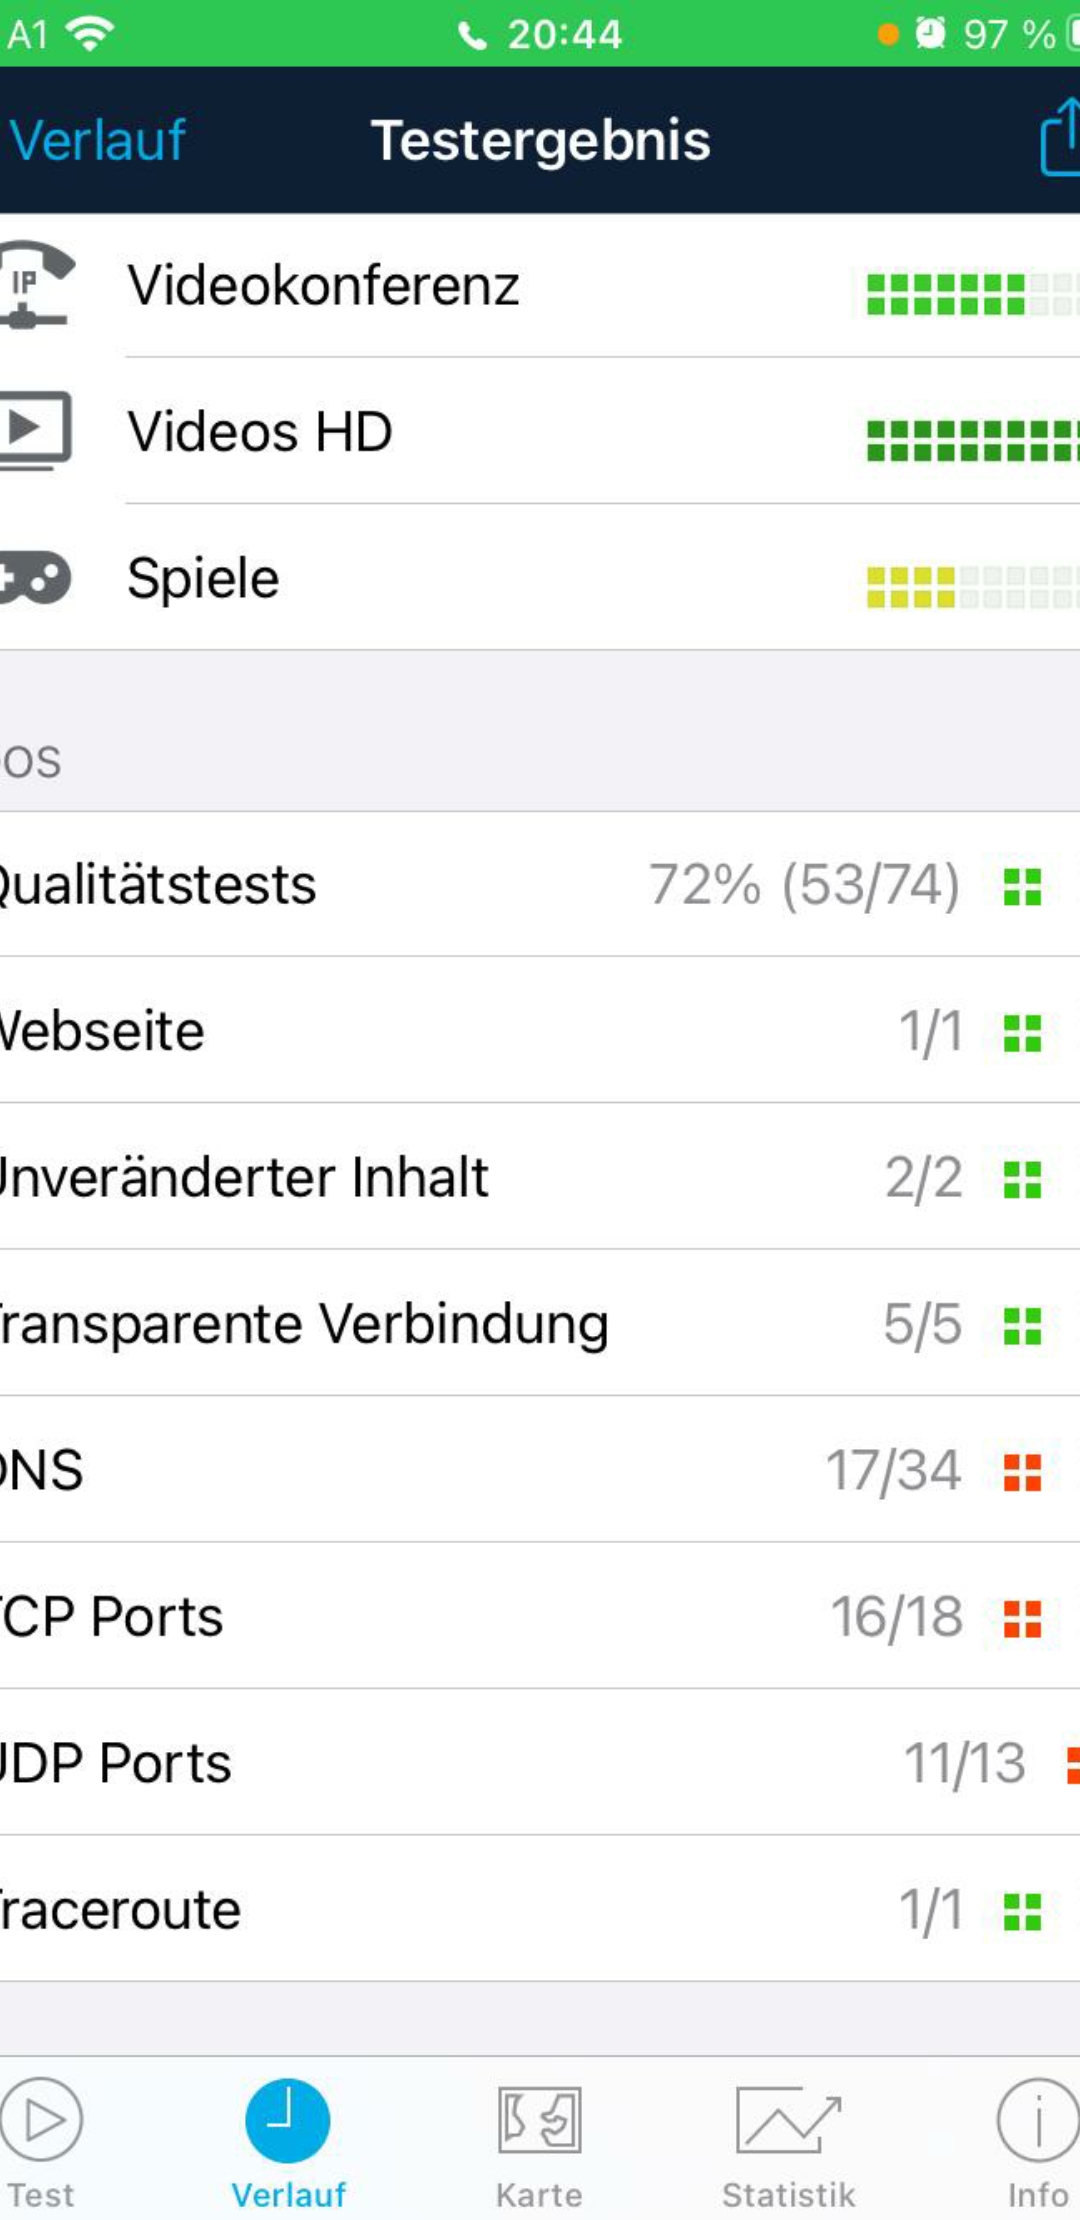 A1 20:44 97 %
Verlauf Testergebnis
IP
Videokonferenz
Videos HD
Spiele
os
Qualitätstests 72% (53/74)
Webseite 1/1
Unveränderter Inhalt 2/2
Transparente Verbindung 5/5
DNS 17/34
TCP Ports 16/18
UDP Ports 11/13
Traceroute 1/1
Test Verlauf Karte Statistik Info